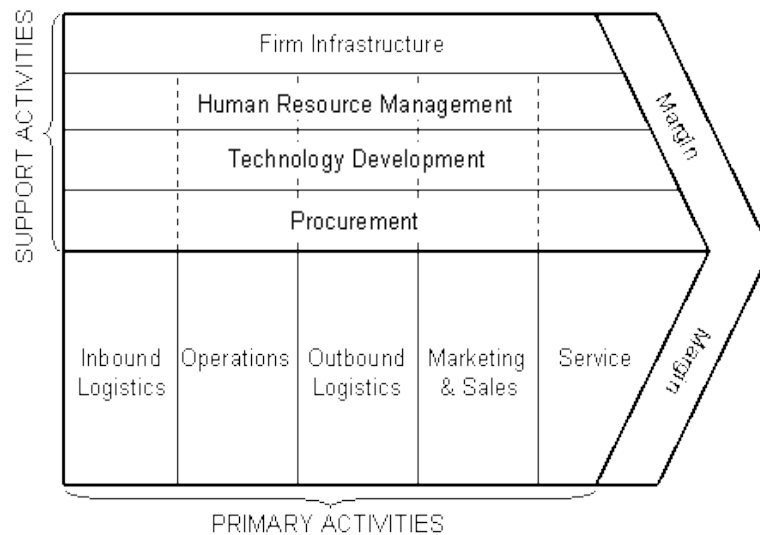 SUPPORT ACTIVITIES
Firm Infrastructure
Human Resource Management
Technology Development
Procurement
Margin
Inbound
Logistics
Operations
Outbound
Logistics
Marketing
& Sales
Service
Margin
PRIMARY ACTIVITIES